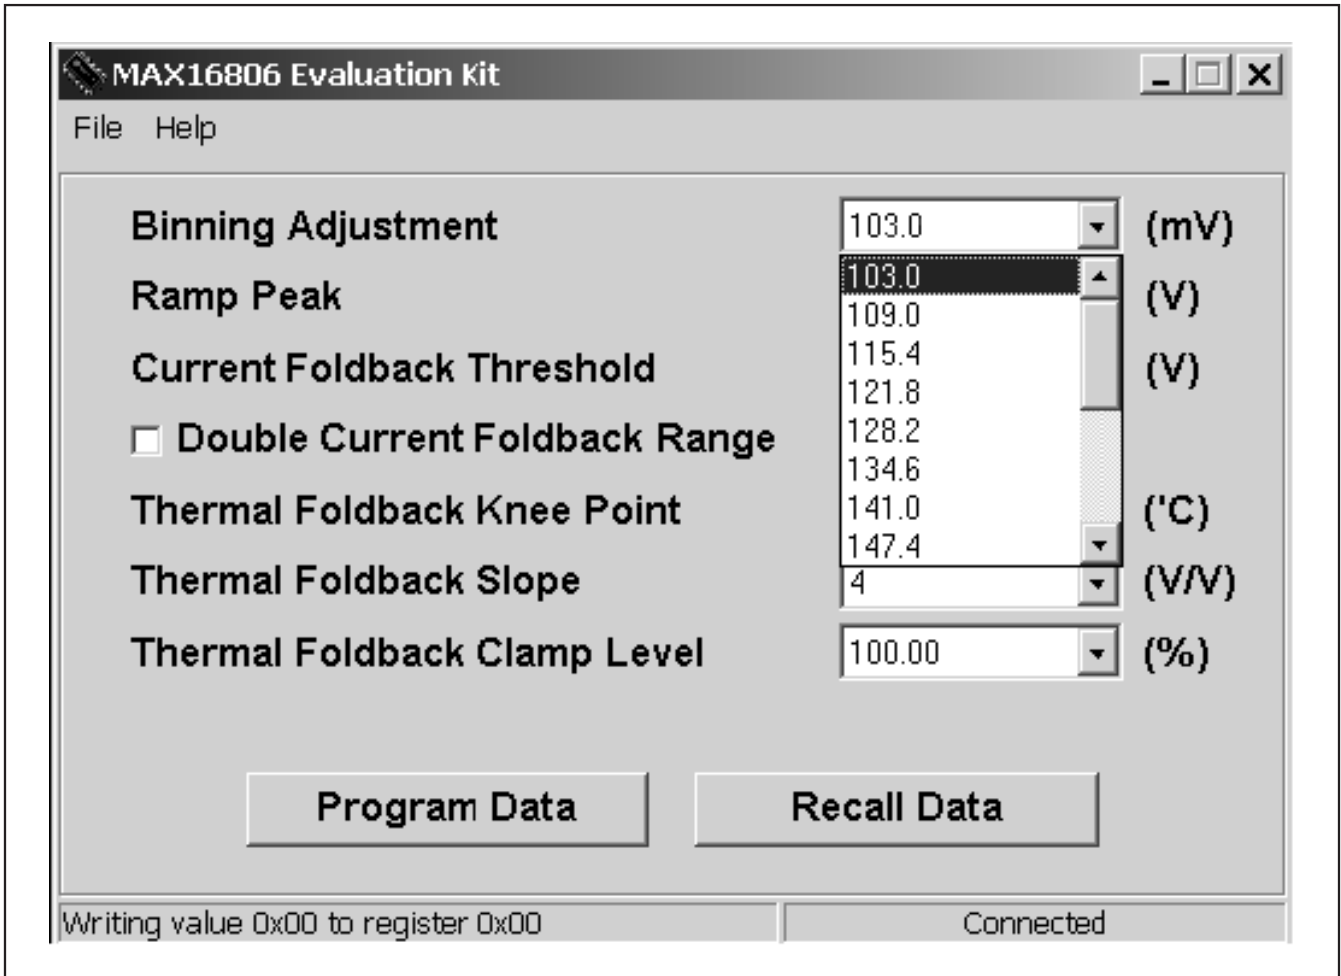 MAX16806 Evaluation Kit
File Help
Binning Adjustment 103.0 (mV)
103.0
Ramp Peak (V)
109.0
115.4
Current Foldback Threshold (V)
121.8
128.2
Double Current Foldback Range
134.6
141.0
Thermal Foldback Knee Point ('C)
147.4
Thermal Foldback Slope 4 (V/V)
Thermal Foldback Clamp Level 100.00 (%)
Program Data Recall Data
Writing value 0x00 to register 0x00 Connected